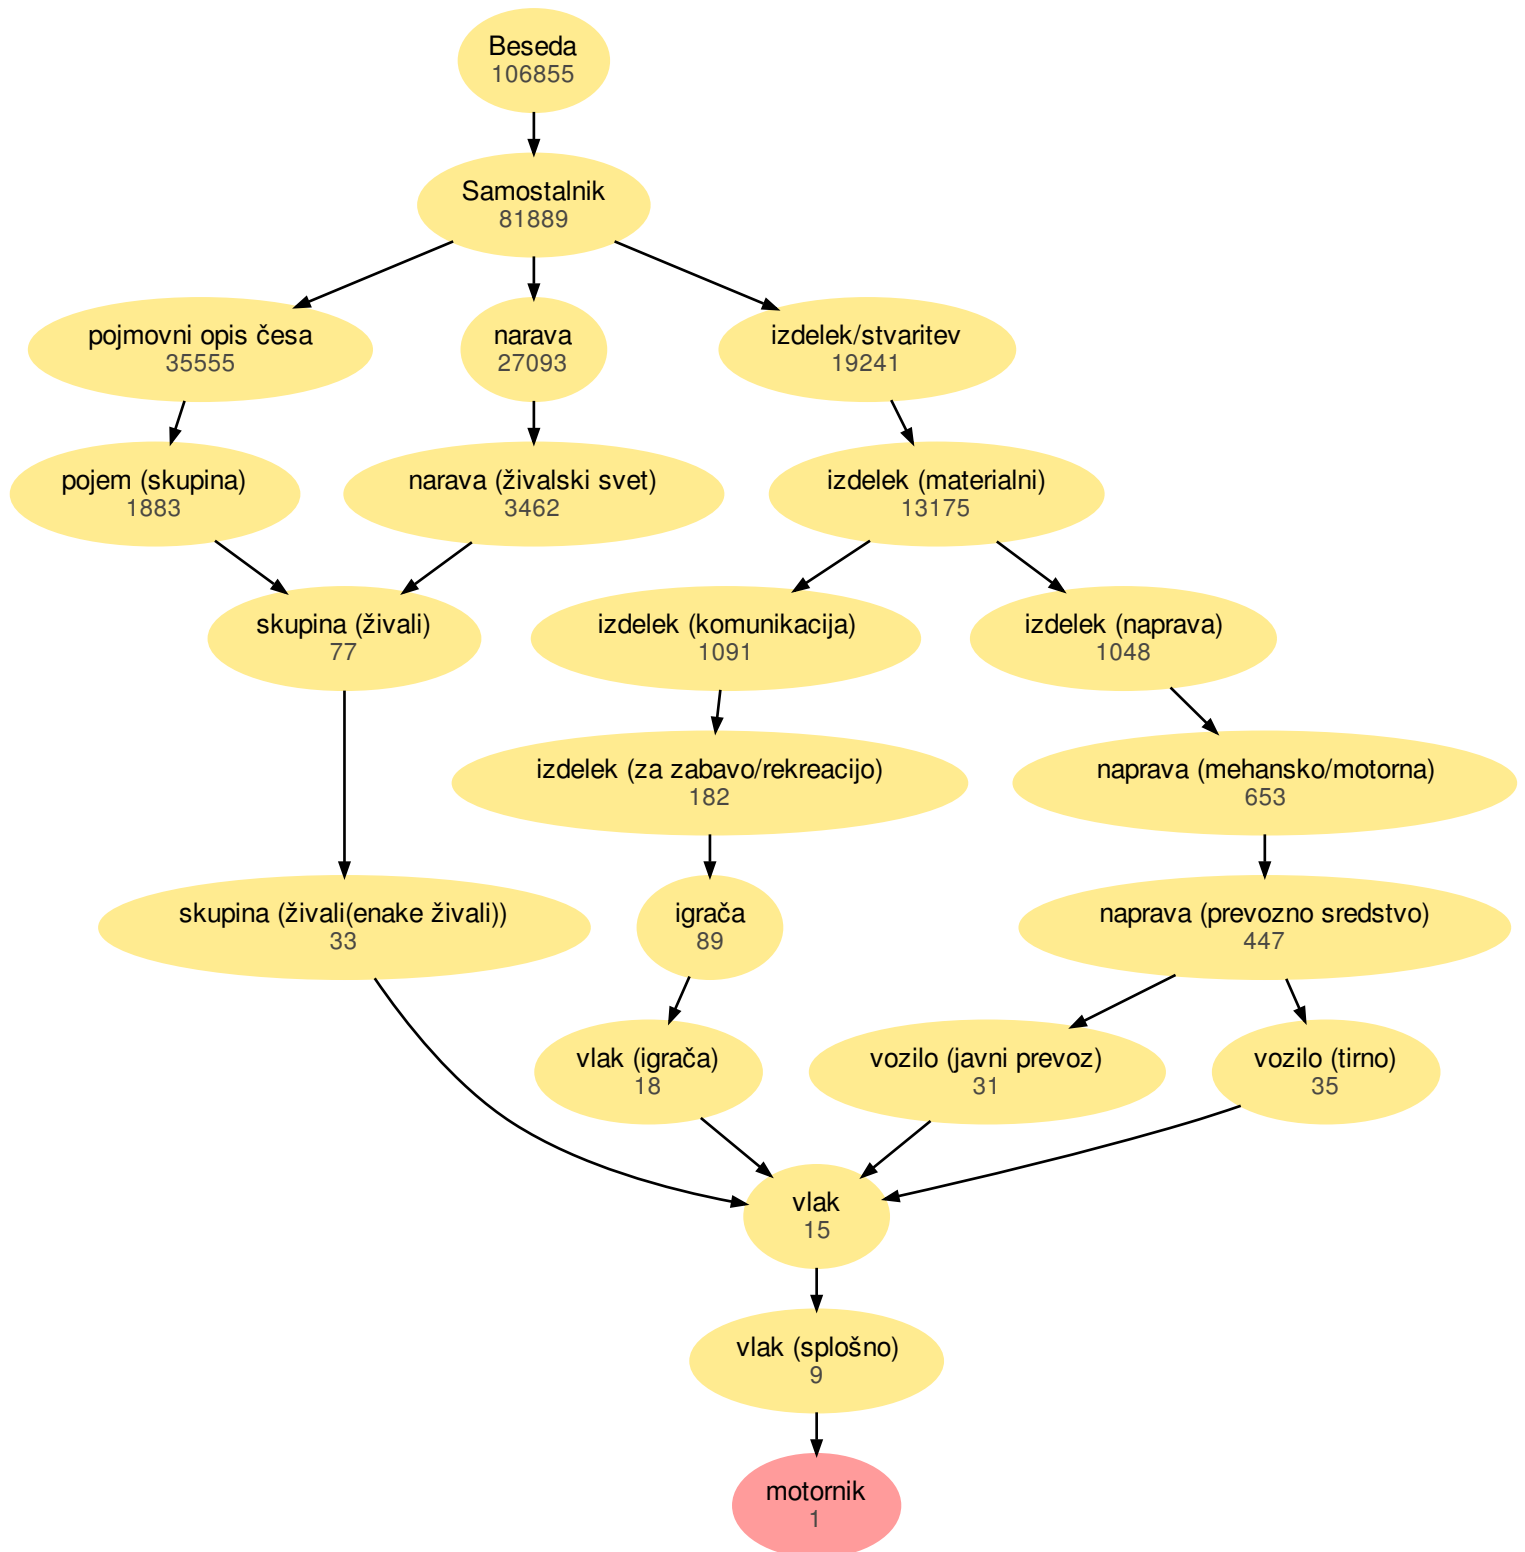 Beseda
106855
Samostalnik
81889
pojmovni opis česa
35555
narava
27093
izdelek/stvaritev
19241
pojem (skupina)
1883
narava (živalski svet)
3462
izdelek (materialni)
13175
skupina (živali)
77
izdelek (komunikacija)
1091
izdelek (naprava)
1048
izdelek (za zabavo/rekreacijo)
182
naprava (mehansko/motorna)
653
skupina (živali(enake živali))
33
igrača
89
naprava (prevozno sredstvo)
447
vlak (igrača)
18
vozilo (javni prevoz)
31
vozilo (tirno)
35
vlak
15
vlak (splošno)
9
motornik
1